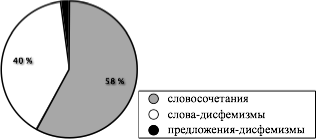 40 %
58 %
словосочетания
слова-дисфемизмы
предложения-дисфемизмы